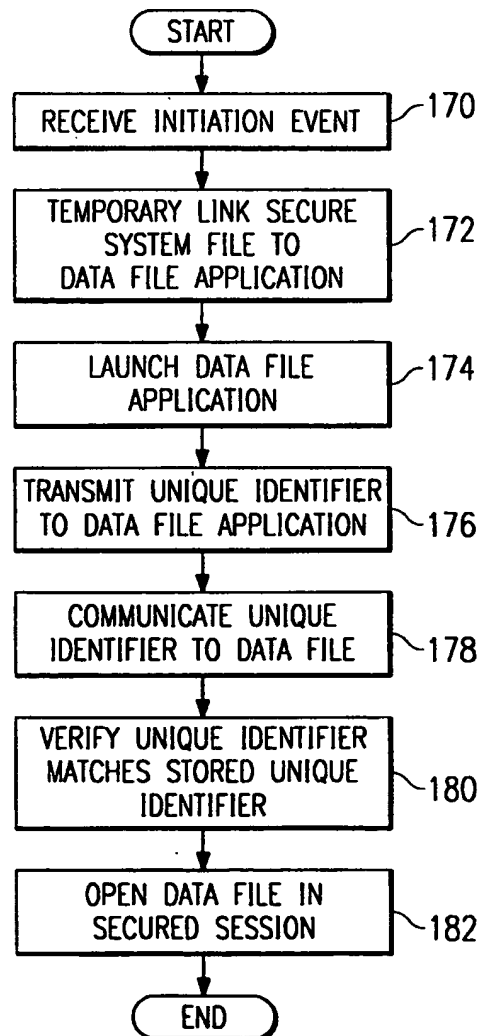 START
RECEIVE INITIATION EVENT
170
TEMPORARY LINK SECURE
SYSTEM FILE TO
DATA FILE APPLICATION
172
LAUNCH DATA FILE
APPLICATION
174
TRANSMIT UNIQUE IDENTIFIER
TO DATA FILE APPLICATION
176
COMMUNICATE UNIQUE
IDENTIFIER TO DATA FILE
178
VERIFY UNIQUE IDENTIFIER
MATCHES STORED UNIQUE
IDENTIFIER
180
OPEN DATA FILE IN
SECURED SESSION
182
END